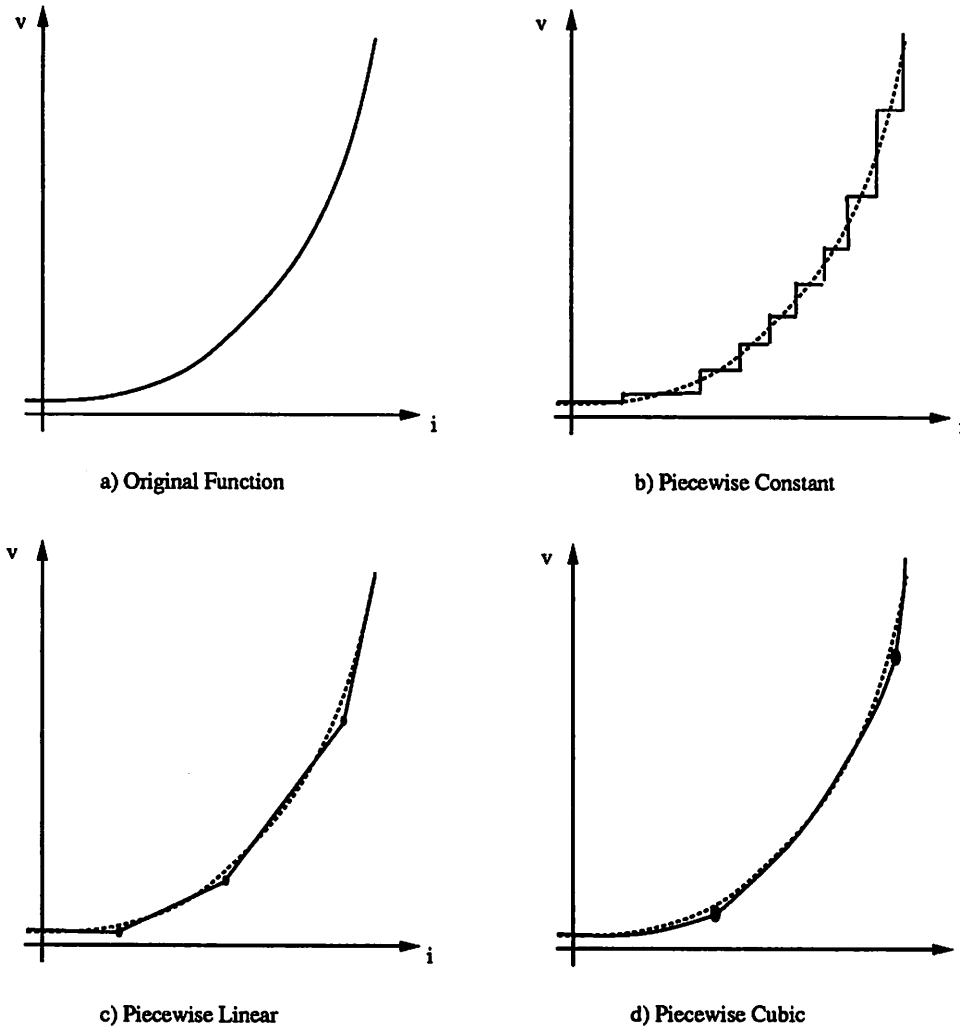 v
v
i
i
a) Original Function
b) Piecewise Constant
v
v
i
c) Piecewise Linear
d) Piecewise Cubic